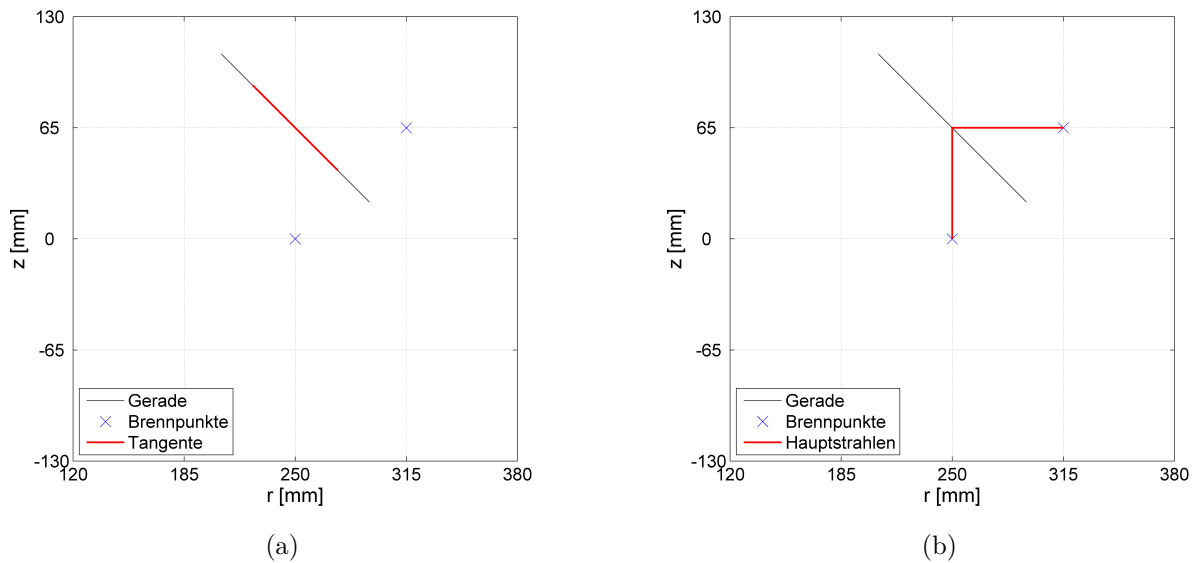 130
65
0
-65
-130
z [mm]
120 185 250 315 380
r [mm]
Gerade
Brennpunkte
Tangente
(a)
130
65
0
-65
-130
z [mm]
120 185 250 315 380
r [mm]
Gerade
Brennpunkte
Hauptstrahlen
(b)